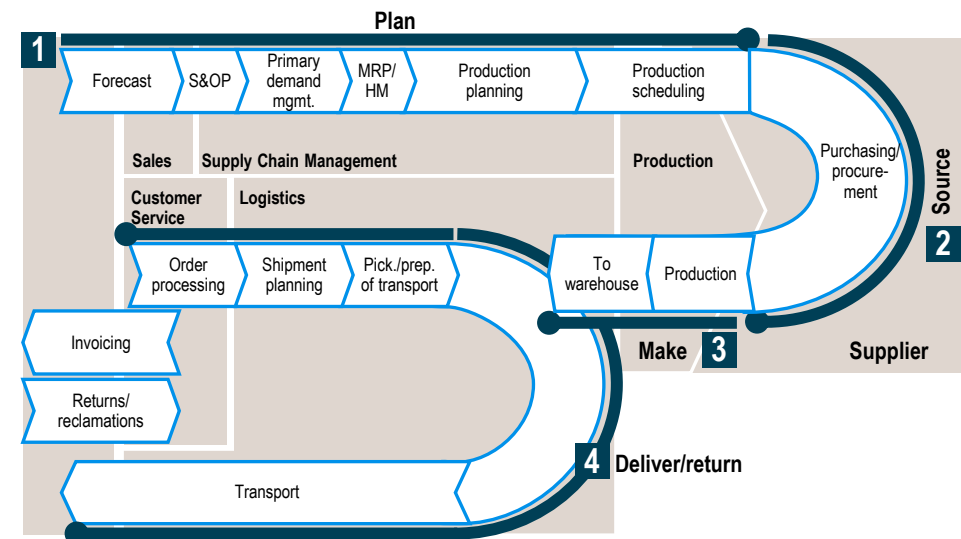 Plan
1
Forecast
S&OP
Primary
demand
mgmt.
MRP/
HM
Production
planning
Production
scheduling
Purchasing/
procure-
ment
Source
2
Sales
Supply Chain Management
Production
Customer
Service
Logistics
Order
processing
Shipment
planning
Pick./prep.
of transport
To
warehouse
Production
Invoicing
Make
3
Supplier
Returns/
reclamations
4
Deliver/return
Transport